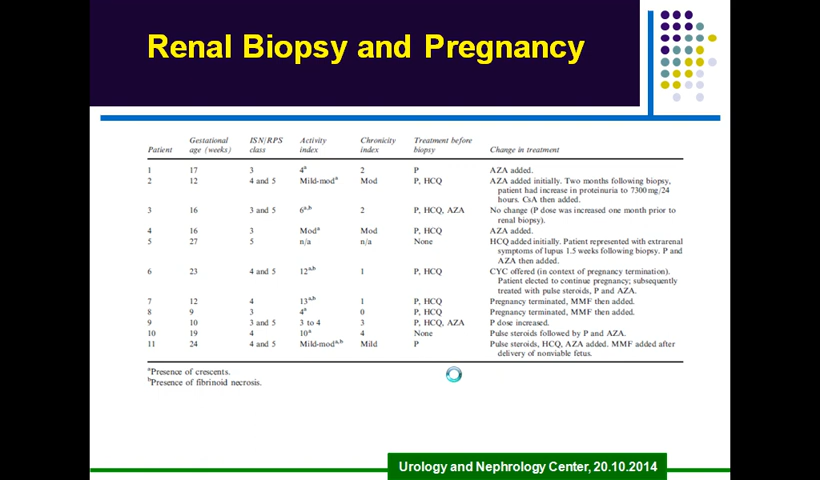 Renal Biopsy and Pregnancy
Patient Gestational age (weeks) ISN/RPS class Activity index Chronicity index Treatment before biopsy Change in treatment
1 17 3 4a 2 P AZA added.
2 12 4 and 5 Mild-moda Mod P, HCQ AZA added initially. Two months following biopsy,
patient had increase in proteinuria to 7300 mg/24
hours. CsA then added.
3 16 3 and 5 6a,b 2 P, HCQ, AZA No change (P dose was increased one month prior to
renal biopsy).
4 16 3 Moda Mod P, HCQ AZA added.
5 27 5 n/a n/a None HCQ added initially. Patient represented with extrarenal
symptoms of lupus 1.5 weeks following biopsy. P and
AZA then added.
6 23 4 and 5 12a,b 1 P, HCQ CYC offered (in context of pregnancy termination).
Patient elected to continue pregnancy; subsequently
treated with pulse steroids, P and AZA.
7 12 4 13a,b 1 P, HCQ Pregnancy terminated, MMF then added.
8 9 3 4a 0 P, HCQ Pregnancy terminated, MMF then added.
9 10 3 and 5 3 to 4 3 P, HCQ, AZA P dose increased.
10 19 4 10a 4 None Pulse steroids followed by P and AZA.
11 24 4 and 5 Mild-moda,b Mild P Pulse steroids, HCQ, AZA added. MMF added after
delivery of nonviable fetus.
aPresence of crescents.
bPresence of fibrinoid necrosis.
Urology and Nephrology Center, 20.10.2014